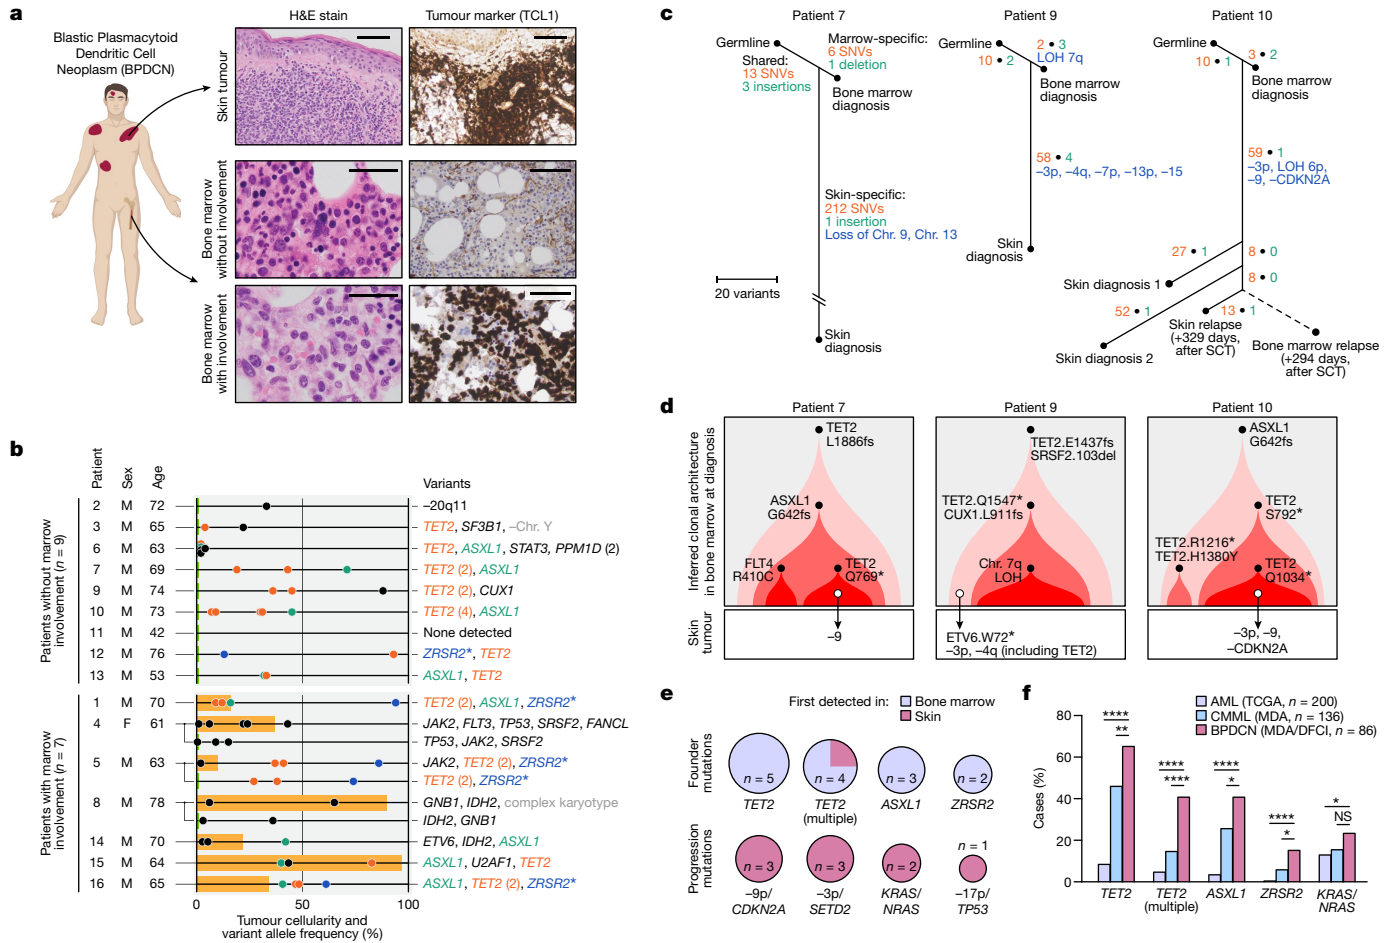 a
H&E stain
Tumour marker (TCL1)
Blastic Plasmacytoid
Dendritic Cell
Neoplasm (BPDCN)
Skin tumour
Bone marrow
without involvement
Bone marrow
with involvement
b
Patient
Sex
Age
Variants
Patients without marrow
involvement (n = 9)
2 M 72 –20q11
3 M 65 TET2, SF3B1, –Chr. Y
6 M 63 TET2, ASXL1, STAT3, PPM1D (2)
7 M 69 TET2 (2), ASXL1
9 M 74 TET2 (2), CUX1
10 M 73 TET2 (4), ASXL1
11 M 42 None detected
12 M 76 ZRSR2*, TET2
13 M 53 ASXL1, TET2
Patients with marrow
involvement (n = 7)
1 M 70 TET2 (2), ASXL1, ZRSR2*
4 F 61 JAK2, FLT3, TP53, SRSF2, FANCL
TP53, JAK2, SRSF2
5 M 63 JAK2, TET2 (2), ZRSR2*
TET2 (2), ZRSR2*
8 M 78 GNB1, IDH2, complex karyotype
IDH2, GNB1
14 M 70 ETV6, IDH2, ASXL1
15 M 64 ASXL1, U2AF1, TET2
16 M 65 ASXL1, TET2 (2), ZRSR2*
0 50 100
Tumour cellularity and
variant allele frequency (%)
c
Patient 7
Germline
Marrow-specific:
6 SNVs
1 deletion
Shared:
13 SNVs
3 insertions
Bone marrow
diagnosis
Skin-specific:
212 SNVs
1 insertion
Loss of Chr. 9, Chr. 13
20 variants
Skin
diagnosis
Patient 9
Germline
2 • 3
LOH 7q
10 • 2
Bone marrow
diagnosis
58 • 4
–3p, –4q, –7p, –13p, –15
Skin
diagnosis
Patient 10
Germline
3 • 2
10 • 1
Bone marrow
diagnosis
59 • 1
–3p, LOH 6p,
–9, –CDKN2A
27 • 1
8 • 0
Skin diagnosis 1
8 • 0
52 • 1
13 • 1
Skin diagnosis 2
Skin relapse
(+329 days,
after SCT)
Bone marrow relapse
(+294 days,
after SCT)
d
Inferred clonal architecture
in bone marrow at diagnosis
Skin
tumour
Patient 7
TET2
L1886fs
ASXL1
G642fs
FLT4
R410C
TET2
Q769*
–9
Patient 9
TET2.E1437fs
SRSF2.103del
TET2.Q1547*
CUX1.L911fs
Chr. 7q
LOH
ETV6.W72*
–3p, –4q (including TET2)
Patient 10
ASXL1
G642fs
TET2
S792*
TET2.R1216*
TET2.H1380Y
TET2
Q1034*
–3p, –9,
–CDKN2A
e
First detected in:
Bone marrow
Skin
Founder
mutations
n = 5
n = 4
n = 3
n = 2
TET2
TET2
(multiple)
ASXL1
ZRSR2
Progression
mutations
n = 3
n = 3
n = 2
n = 1
–9p/
CDKN2A
–3p/
SETD2
KRAS/
NRAS
–17p/
TP53
f
AML (TCGA, n = 200)
CMML (MDA, n = 136)
BPDCN (MDA/DFCI, n = 86)
Cases (%)
80
60
40
20
0
****
**
****
****
****
*
****
*
*
NS
TET2
TET2
(multiple)
ASXL1
ZRSR2
KRAS/
NRAS